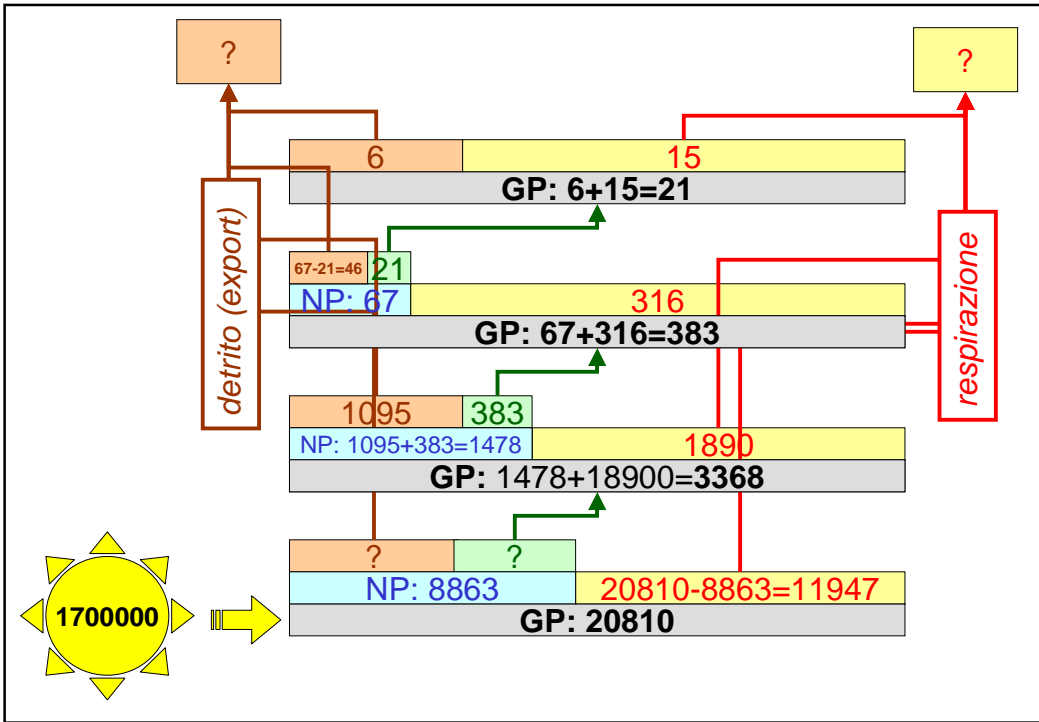 ?
?
6
15
GP: 6+15=21
detrito (export)
respirazione
67-21=46
21
NP: 67
316
GP: 67+316=383
1095
383
NP: 1095+383=1478
1890
GP: 1478+18900=3368
?
?
NP: 8863
20810-8863=11947
1700000
GP: 20810